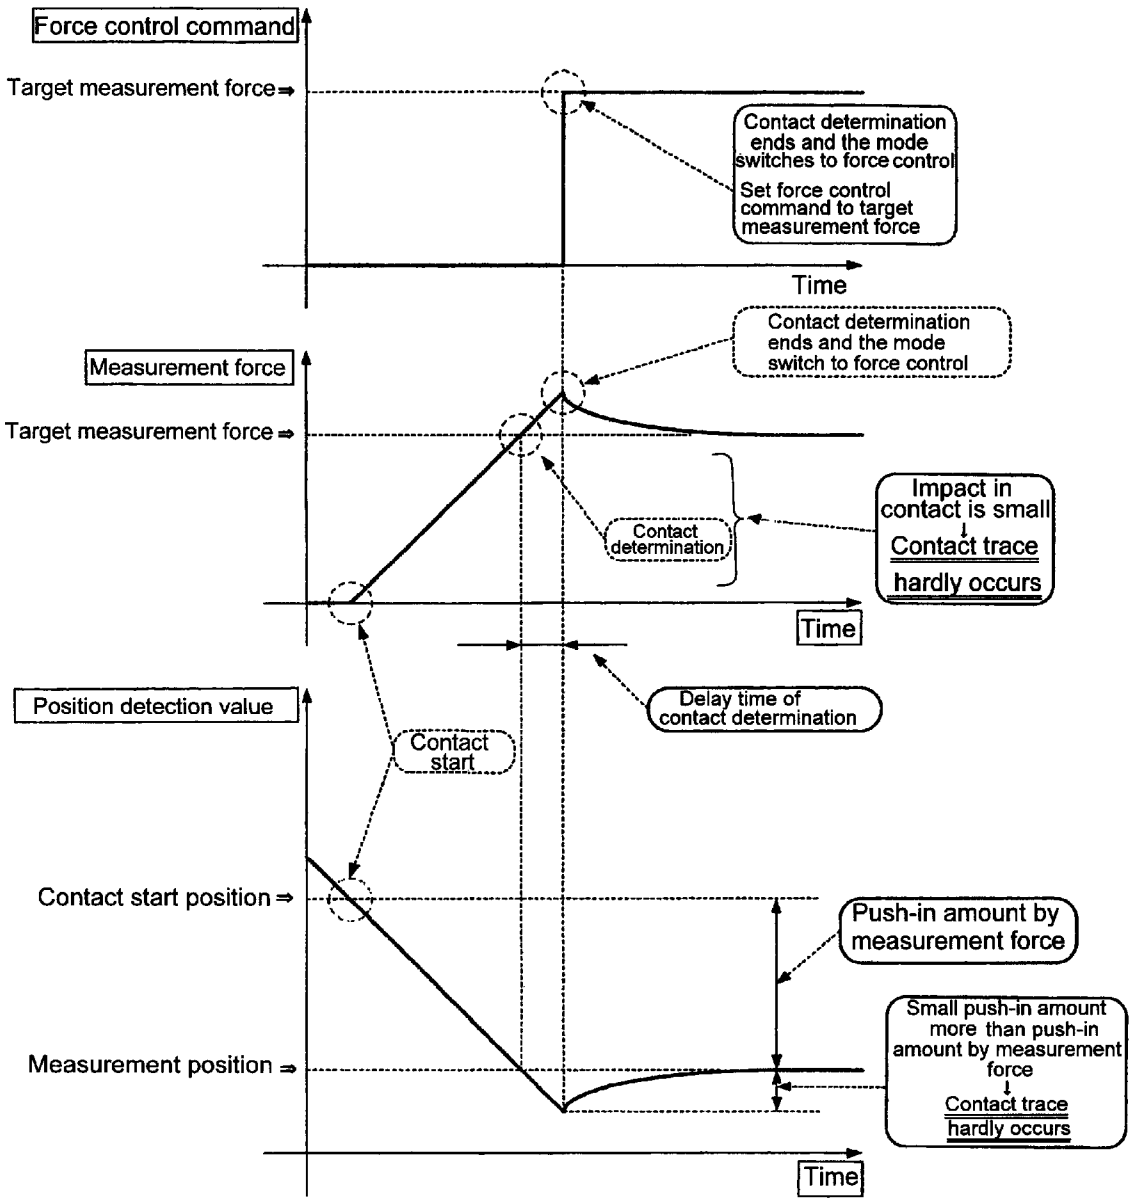 Force control command
Target measurement force ⇒
Contact determination
ends and the mode
switches to force control
Set force control
command to target
measurement force
Time
Contact determination
ends and the mode
switch to force control
Measurement force
Target measurement force ⇒
Contact
determination
Impact in
contact is small
↓
Contact trace
hardly occurs
Time
Delay time of
contact determination
Position detection value
Contact
start
Contact start position ⇒
Push-in amount by
measurement force
Measurement position ⇒
Small push-in amount
more than push-in
amount by measurement
force
↓
Contact trace
hardly occurs
Time